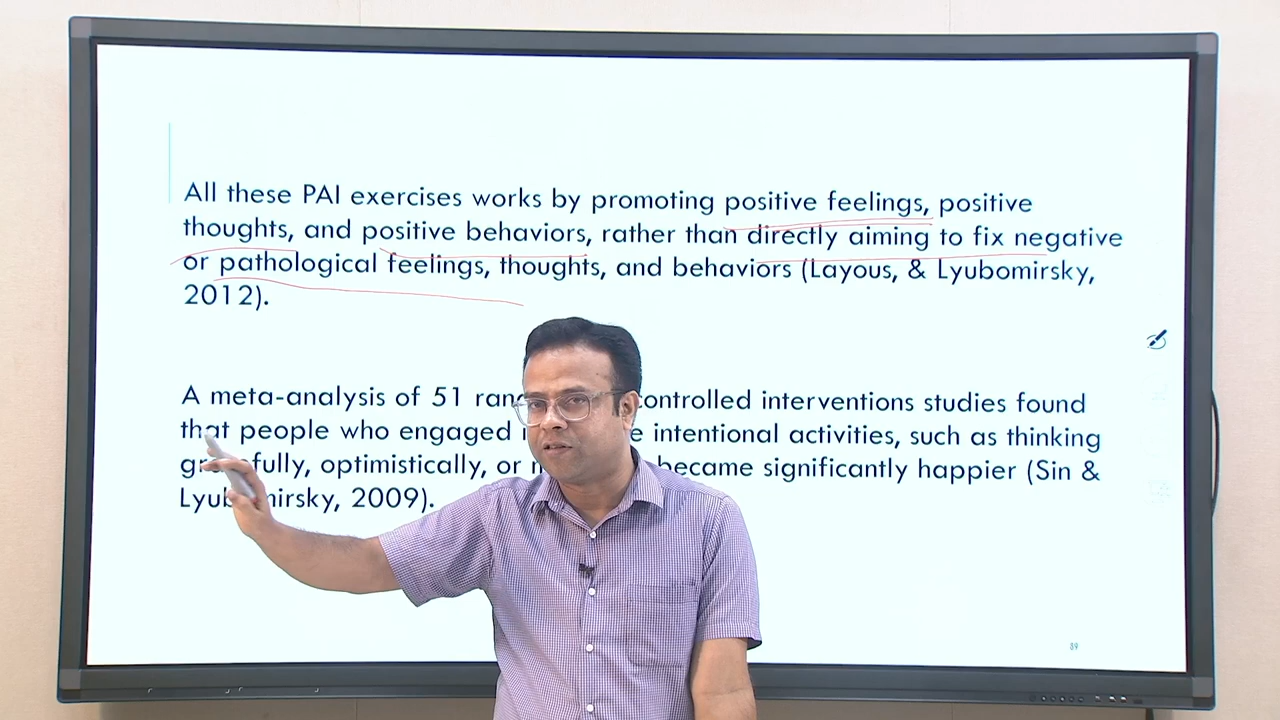 All these PAI exercises works by promoting positive feelings, positive
thoughts, and positive behaviors, rather than directly aiming to fix negative
or pathological feelings, thoughts, and behaviors (Layous, & Lyubomirsky,
2012).
A meta-analysis of 51 controlled interventions studies found
that people who engaged intentional activities, such as thinking
optimistically, or became significantly happier (Sin &
2009).
39